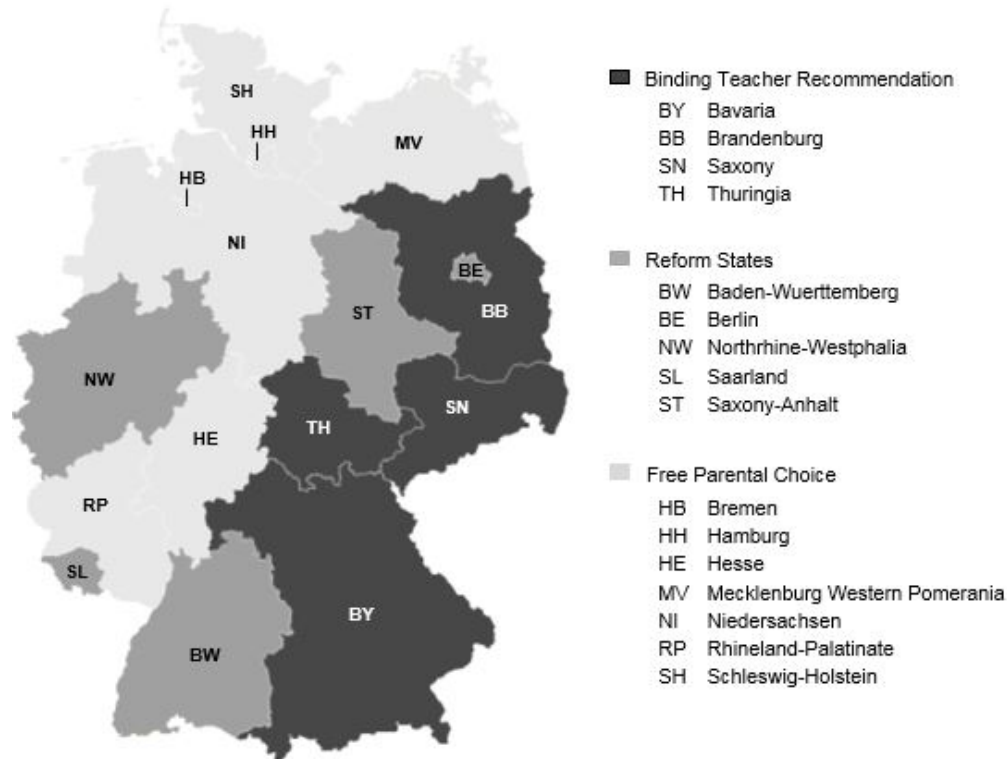 SH
HH
MV
HB
NI
BE
BB
ST
NW
SN
TH
HE
RP
SL
BY
BW
Binding Teacher Recommendation
BY Bavaria
BB Brandenburg
SN Saxony
TH Thuringia
Reform States
BW Baden-Wuerttemberg
BE Berlin
NW Northrhine-Westphalia
SL Saarland
ST Saxony-Anhalt
Free Parental Choice
HB Bremen
HH Hamburg
HE Hesse
MV Mecklenburg Western Pomerania
NI Niedersachsen
RP Rhineland-Palatinate
SH Schleswig-Holstein